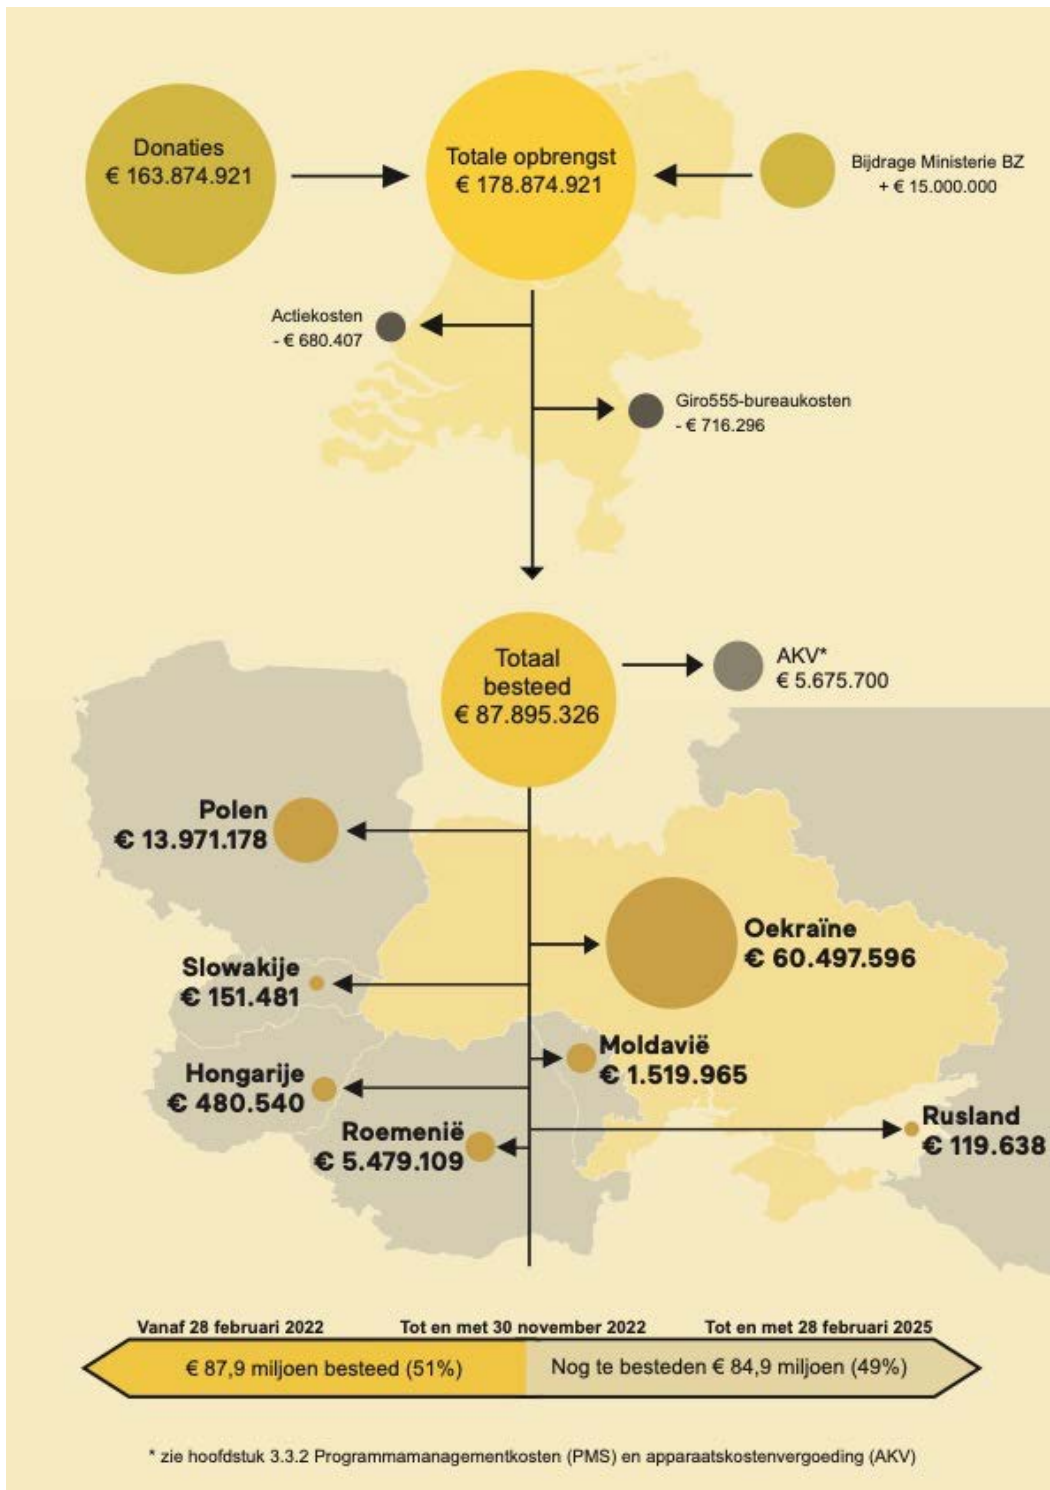 Donaties
€ 163.874.921
Totale opbrengst
€ 178.874.921
Bijdrage Ministerie BZ
+ € 15.000.000
Actiekosten
- € 680.407
Giro555-bureaukosten
- € 716.296
Totaal
besteed
€ 87.895.326
AKV*
€ 5.675.700
Polen
€ 13.971.178
Oekraïne
€ 60.497.596
Slowakije
€ 151.481
Moldavië
€ 1.519.965
Hongarije
€ 480.540
Roemenië
€ 5.479.109
Rusland
€ 119.638
Vanaf 28 februari 2022 Tot en met 30 november 2022 Tot en met 28 februari 2025
€ 87,9 miljoen besteed (51%) Nog te besteden € 84,9 miljoen (49%)
* zie hoofdstuk 3.3.2 Programmamanagementkosten (PMS) en apparaatskostenvergoeding (AKV)